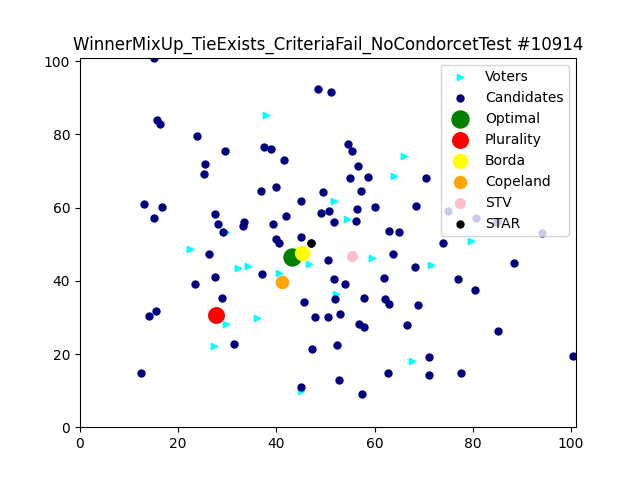 WinnerMixUp_TieExists_CriteriaFail_NoCondorcetTest #10914
100
80
60
40
20
0
0 20 40 60 80 100
Voters
Candidates
Optimal
Plurality
Borda
Copeland
STV
STAR